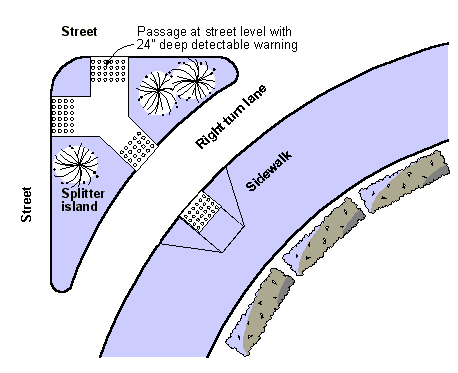 Street
Passage at street level with
24" deep detectable warning
Right turn lane
Sidewalk
Splitter
island
Street